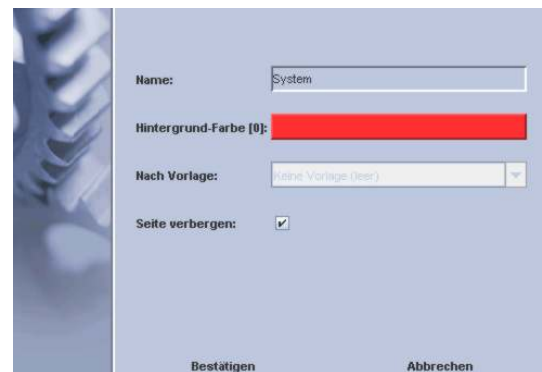 Name: System
Hintergrund-Farbe [0]:
Nach Vorlage: Keine Vorlage (leer)
Seite verbergen:
Bestätigen Abbrechen